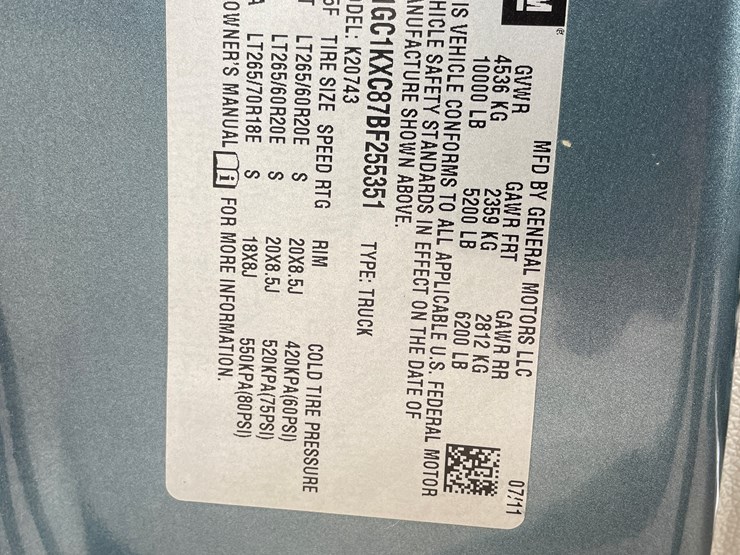 M
®
MFD BY GENERAL MOTORS LLC 07/11
GVWR GAWR FRT GAWR RR
4536 KG 2359 KG 2812 KG
10000 LB 5200 LB 6200 LB
IS VEHICLE CONFORMS TO ALL APPLICABLE U.S. FEDERAL MOTOR
HICLE SAFETY STANDARDS IN EFFECT ON THE DATE OF
ANUFACTURE SHOWN ABOVE.
1GC1KXC87BF255351 TYPE: TRUCK
DEL: K20743
5F TIRE SIZE SPEED RTG RIM COLD TIRE PRESSURE
T LT265/60R20E S 20X8.5J 420KPA(60PSI)
LT265/60R20E S 20X8.5J 520KPA(75PSI)
A LT265/70R18E S 18X8J 550KPA(80PSI)
OWNER'S MANUAL i FOR MORE INFORMATION.